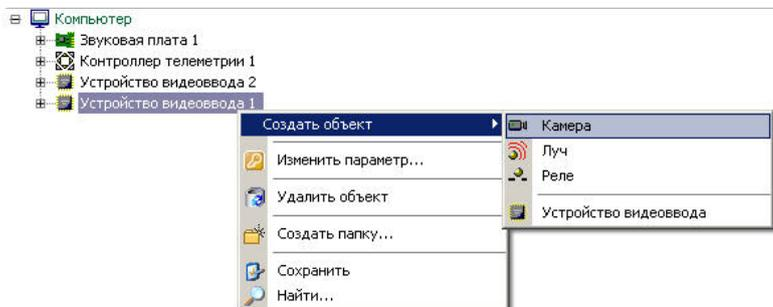 Компьютер
Звуковая плата 1
Контроллер телеметрии 1
Устройство видеоввода 2
Устройство видеоввода 1
Создать объект
Камера
Луч
Реле
Устройство видеоввода
Изменить параметр...
Удалить объект
Создать папку...
Сохранить
Найти...